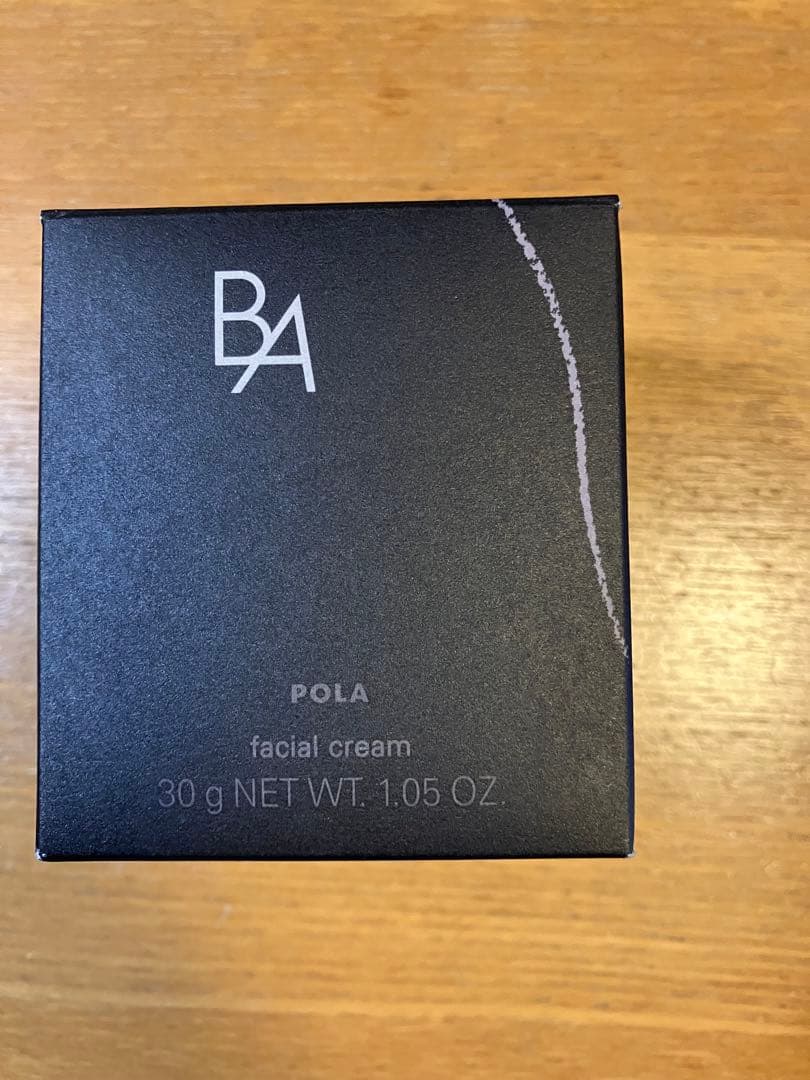 BA
POLA
facial cream
30 g NET WT. 1.05 OZ.